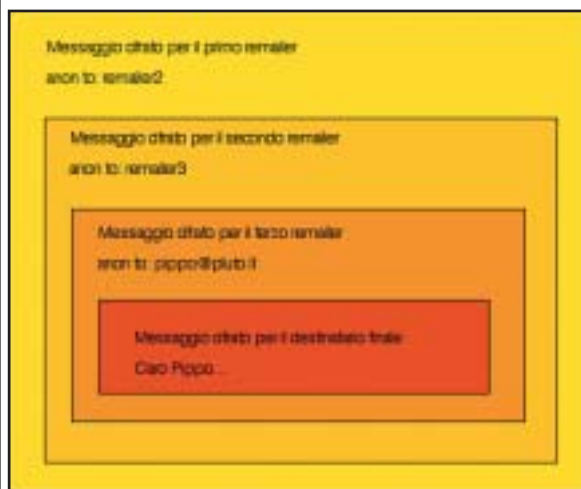 Messaggio cifrato per il primo remailer
anon to: remailer2
Messaggio cifrato per il secondo remailer
anon to: remailer3
Messaggio cifrato per il terzo remailer
anon to: pippo@pluto.it
Messaggio cifrato per il destinatario finale
Caro Pippo...